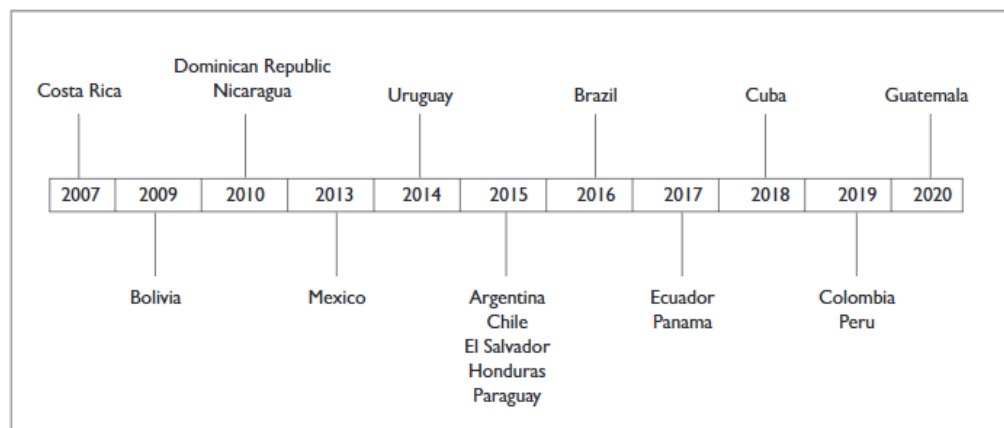 Dominican Republic
Nicaragua
Costa Rica
Uruguay
Brazil
Cuba
Guatemala
2007 2009 2010 2013 2014 2015 2016 2017 2018 2019 2020
Bolivia
Mexico
Argentina
Chile
El Salvador
Honduras
Paraguay
Ecuador
Panama
Colombia
Peru